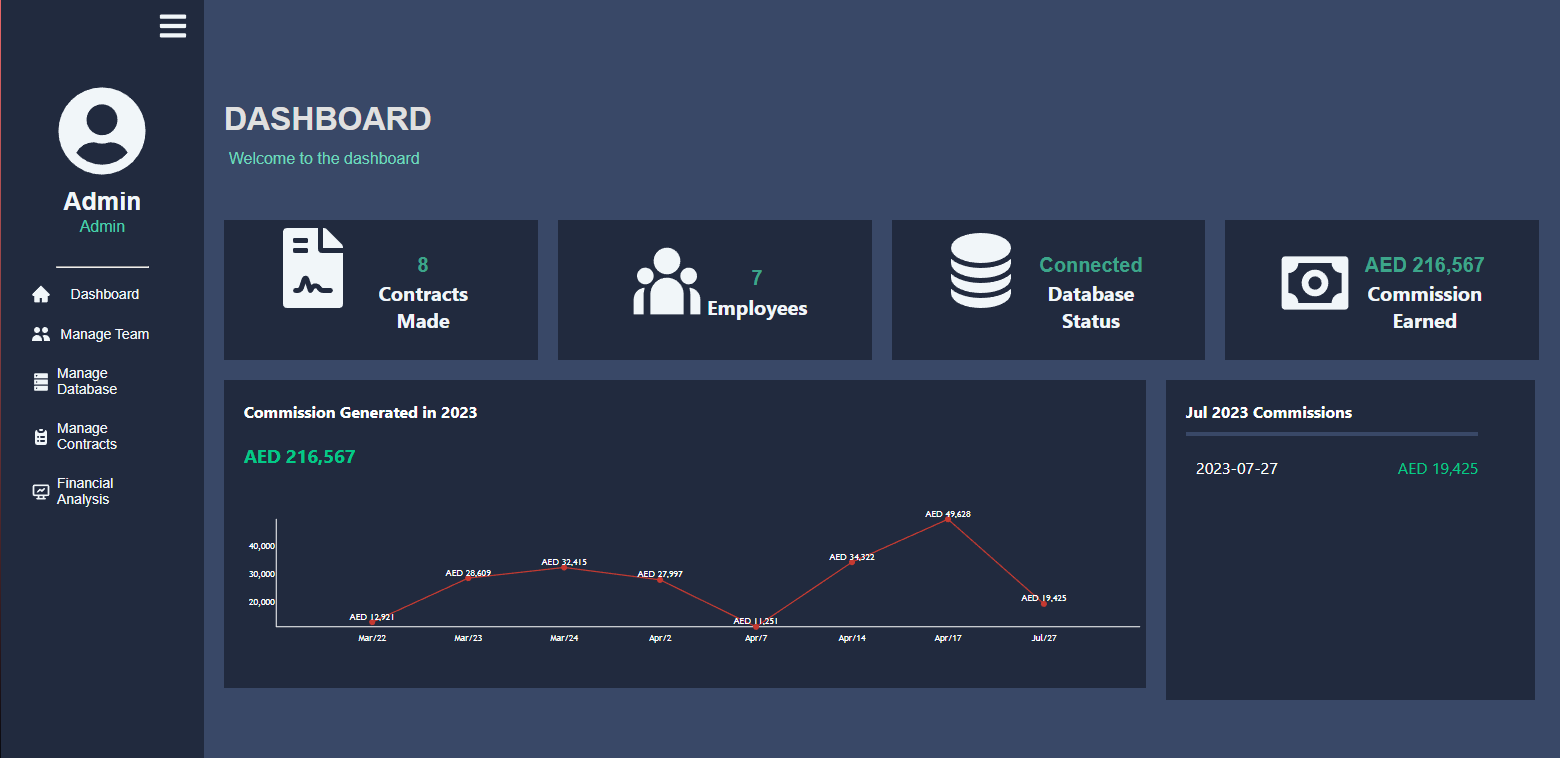 Admin
Admin
Dashboard
Manage Team
Manage
Database
Manage
Contracts
Financial
Analysis
DASHBOARD
Welcome to the dashboard
8
Contracts
Made
7
Employees
Connected
Database
Status
AED 216,567
Commission
Earned
Commission Generated in 2023
AED 216,567
40,000
30,000
20,000
AED 12,921
AED 28,609
AED 32,415
AED 27,997
AED 11,251
AED 34,322
AED 49,628
AED 19,425
Mar/22
Mar/23
Mar/24
Apr/2
Apr/7
Apr/14
Apr/17
Jul/27
Jul 2023 Commissions
2023-07-27 AED 19,425